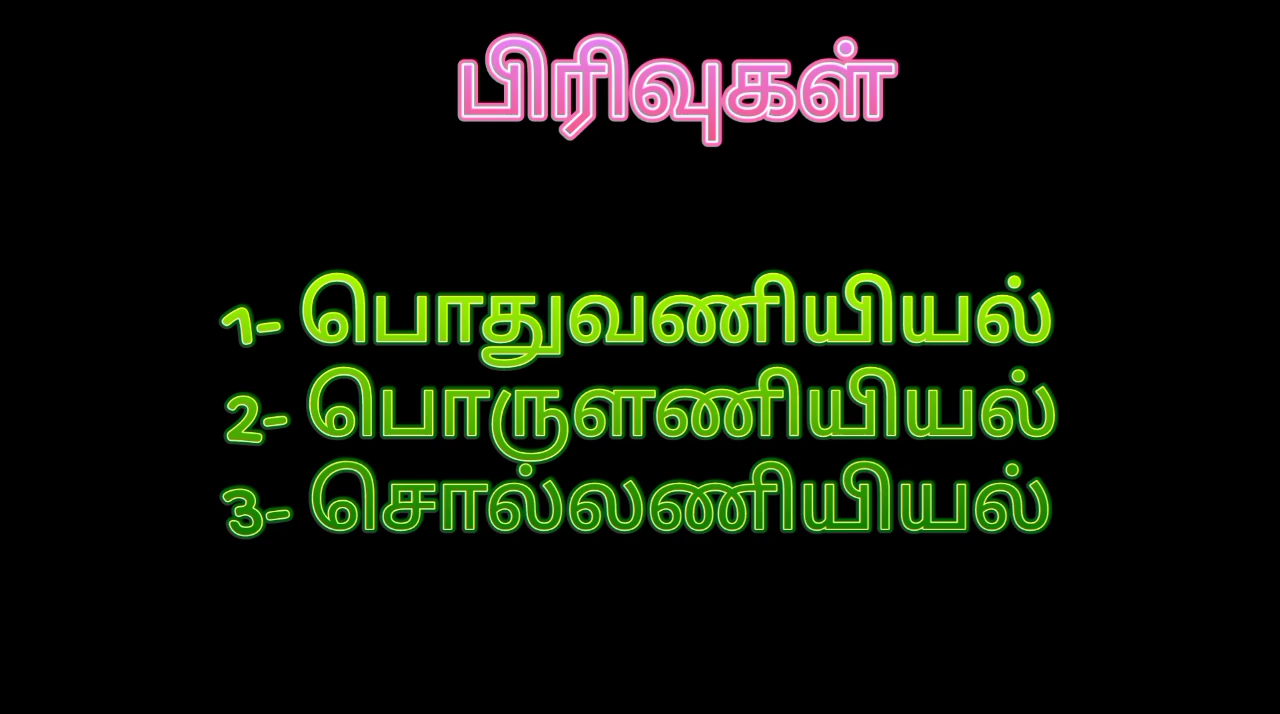 பிரிவுகள்
1- பொதுவணியியல்
2- பொருளணியியல்
3- சொல்லணியியல்